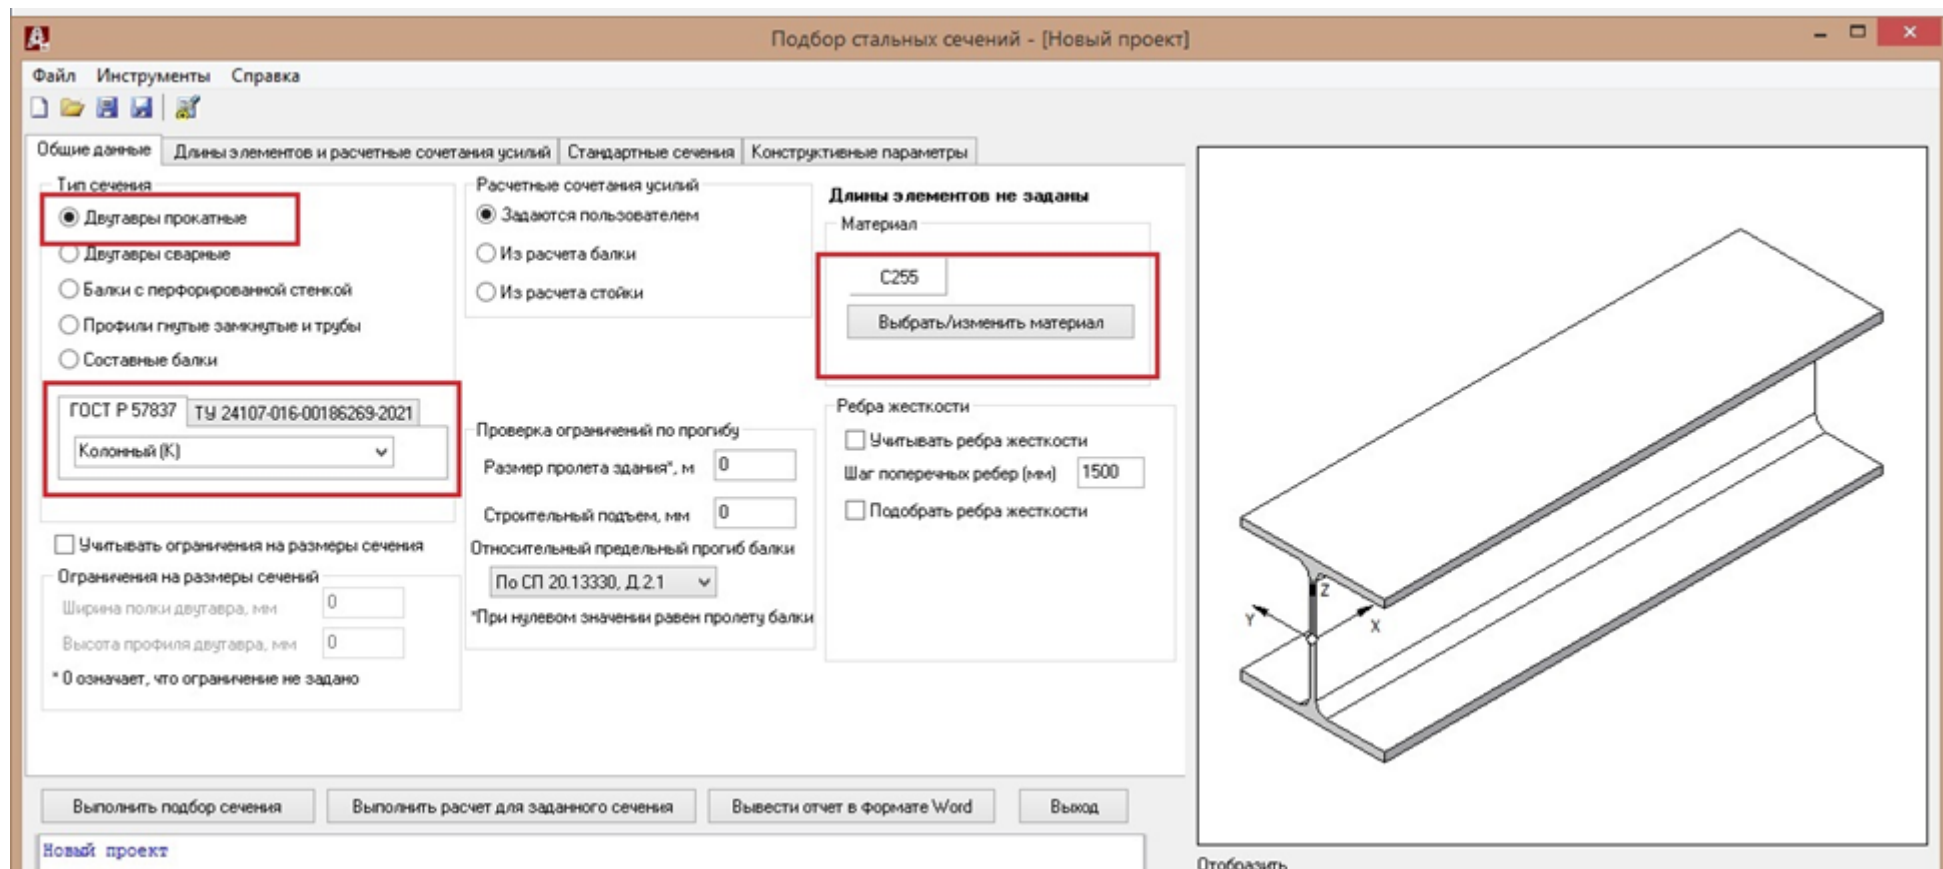 Подбор стальных сечений - [Новый проект]
Файл Инструменты Справка
Общие данные Длины элементов и расчетные сочетания усилий Стандартные сечения Конструктивные параметры
Тип сечения
Двутавры прокатные
Двутавры сварные
Балки с перфорированной стенкой
Профили гнутые замкнутые и трубы
Составные балки
ГОСТ Р 57837 ТУ 24107-016-00186269-2021
Колонный (К)
Учитывать ограничения на размеры сечения
Ограничения на размеры сечений
Ширина полки двутавра, мм 0
Высота профиля двутавра, мм 0
* 0 означает, что ограничение не задано
Расчетные сочетания усилий
Задаются пользователем
Из расчета балки
Из расчета стойки
Проверка ограничений по прогибу
Размер пролета здания*, м 0
Строительный подъем, мм 0
Относительный предельный прогиб балки
По СП 20.13330, Д.2.1
*При нулевом значении равен пролету балки
Длины элементов не заданы
Материал
С255
Выбрать/изменить материал
Ребра жесткости
Учитывать ребра жесткости
Шаг поперечных ребер (мм) 1500
Подобрать ребра жесткости
Z
Y
X
Выполнить подбор сечения Выполнить расчет для заданного сечения Вывести отчет в формате Word Выход
Новый проект
Отобразить